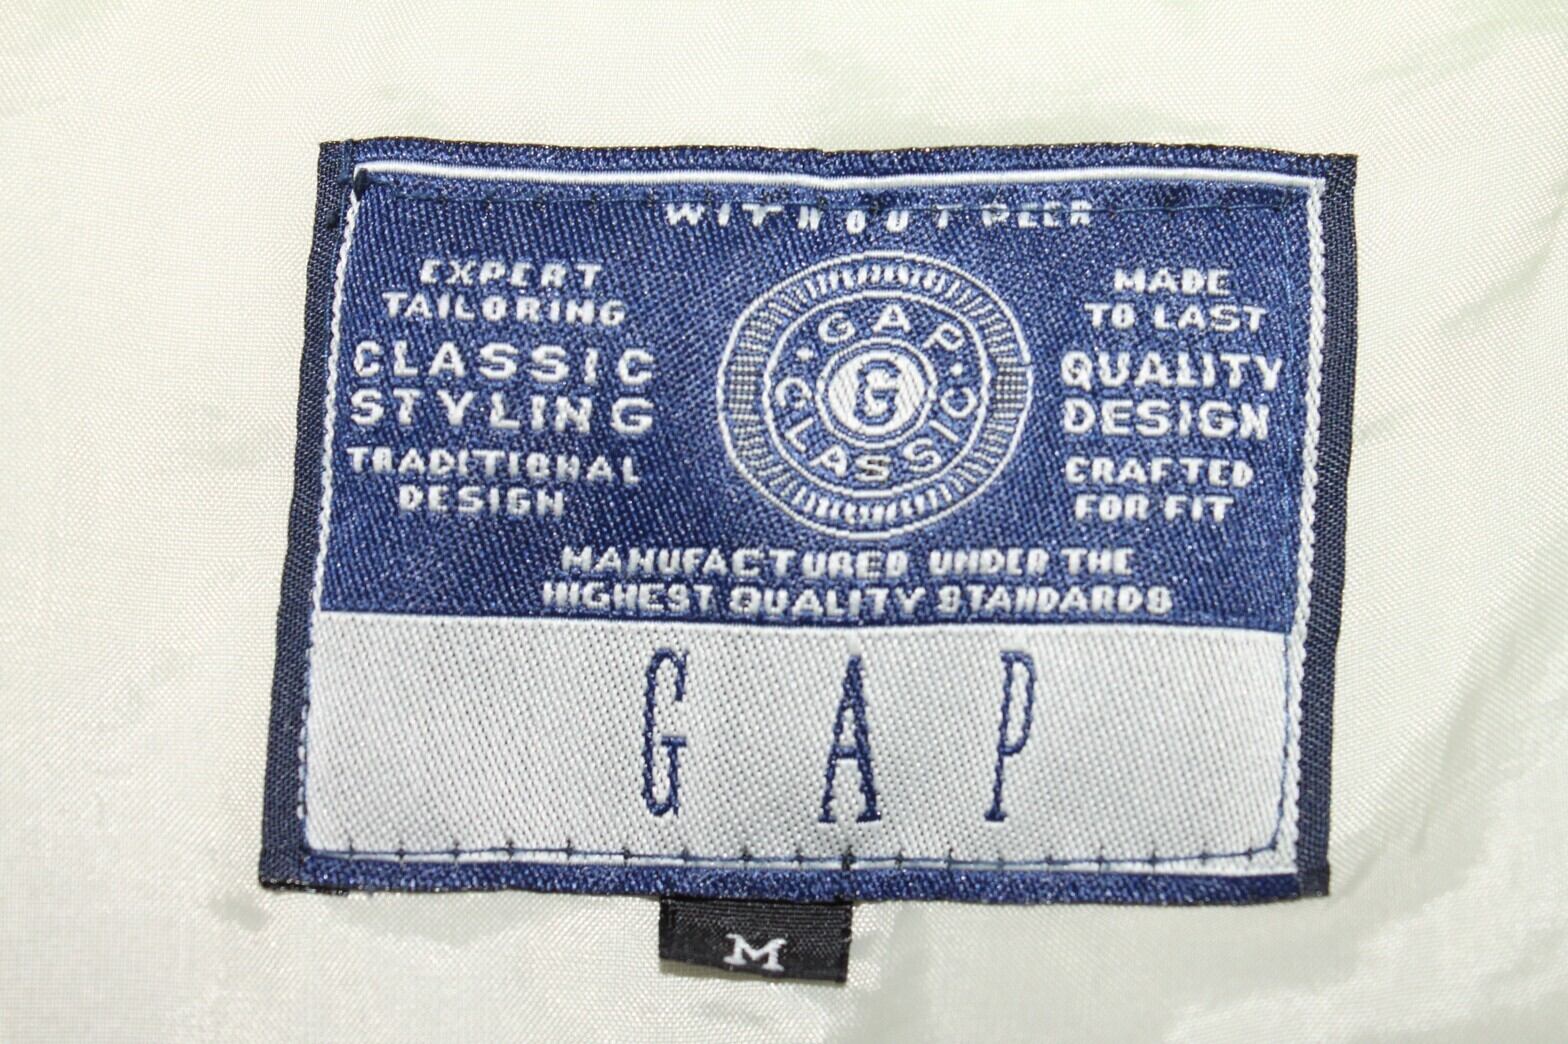 WITHOUT PEER
EXPERT
TAILORING
CLASSIC
STYLING
TRADITIONAL
DESIGN
GAP
CLASSIC
G
MADE
TO LAST
QUALITY
DESIGN
CRAFTED
FOR FIT
MANUFACTURED UNDER THE
HIGHEST QUALITY STANDARDS
GAP
M